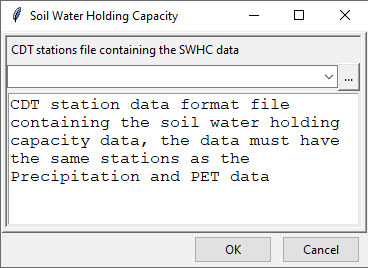 Soil Water Holding Capacity
CDT stations file containing the SWHC data
...
CDT station data format file
containing the soil water holding
capacity data, the data must have
the same stations as the
Precipitation and PET data
OK Cancel